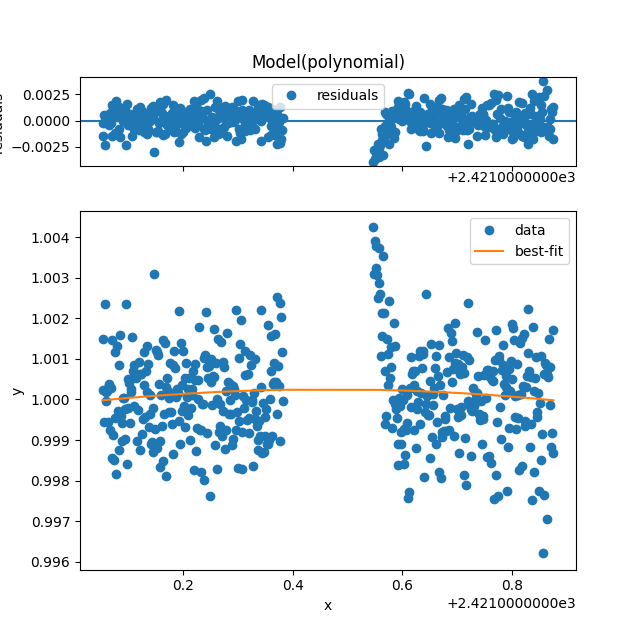 Model(polynomial)
0.0025
0.0000
−0.0025
residuals
+2.4210000000e3
1.004
1.003
1.002
1.001
1.000
0.999
0.998
0.997
0.996
y
data
best-fit
0.2
0.4
0.6
0.8
x
+2.4210000000e3